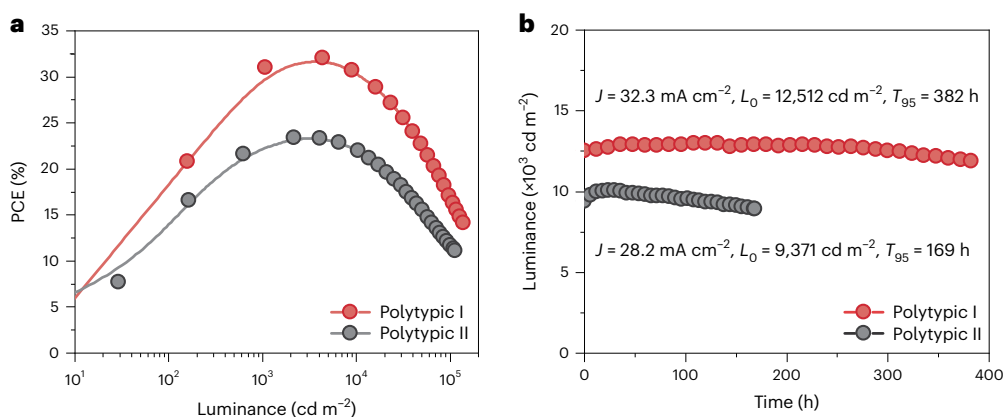 a
PCE (%)
35
30
25
20
15
10
5
0
10¹
10²
10³
10⁴
10⁵
Luminance (cd m⁻²)
Polytypic I
Polytypic II
b
Luminance (×10³ cd m⁻²)
20
15
10
5
0
0
100
200
300
400
Time (h)
J = 32.3 mA cm⁻², L₀ = 12,512 cd m⁻², T₉₅ = 382 h
J = 28.2 mA cm⁻², L₀ = 9,371 cd m⁻², T₉₅ = 169 h
Polytypic I
Polytypic II